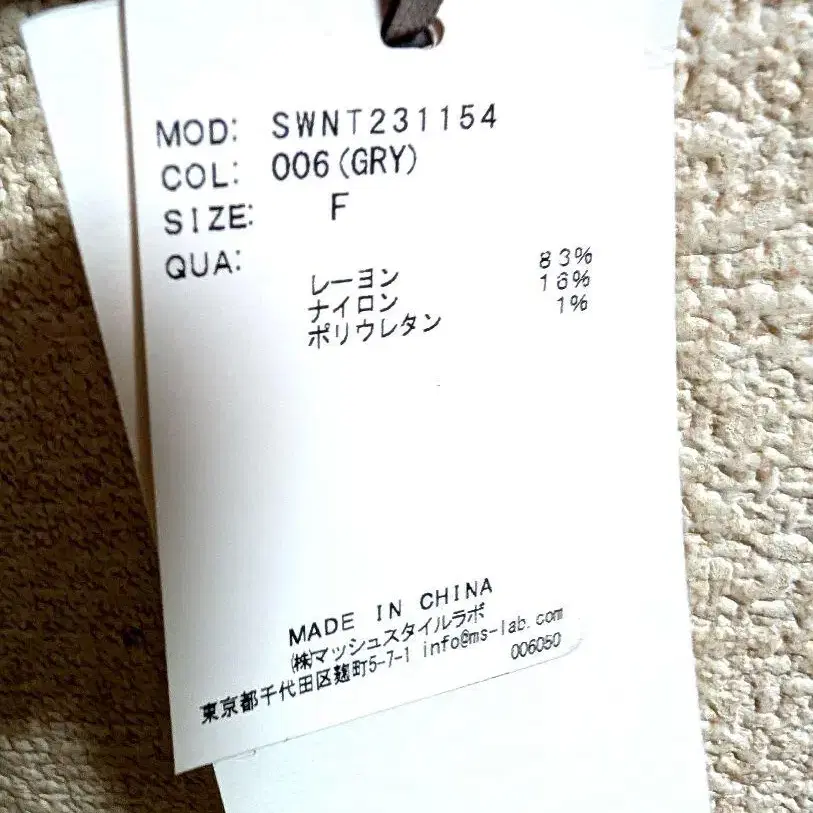 MOD: SWNT231154
COL: 006(GRY)
SIZE: F
QUA:
レーヨン 83%
ナイロン 16%
ポリウレタン 1%
MADE IN CHINA
㈱マッシュスタイルラボ
東京都千代田区麹町5-7-1 info@ms-lab.com
006050